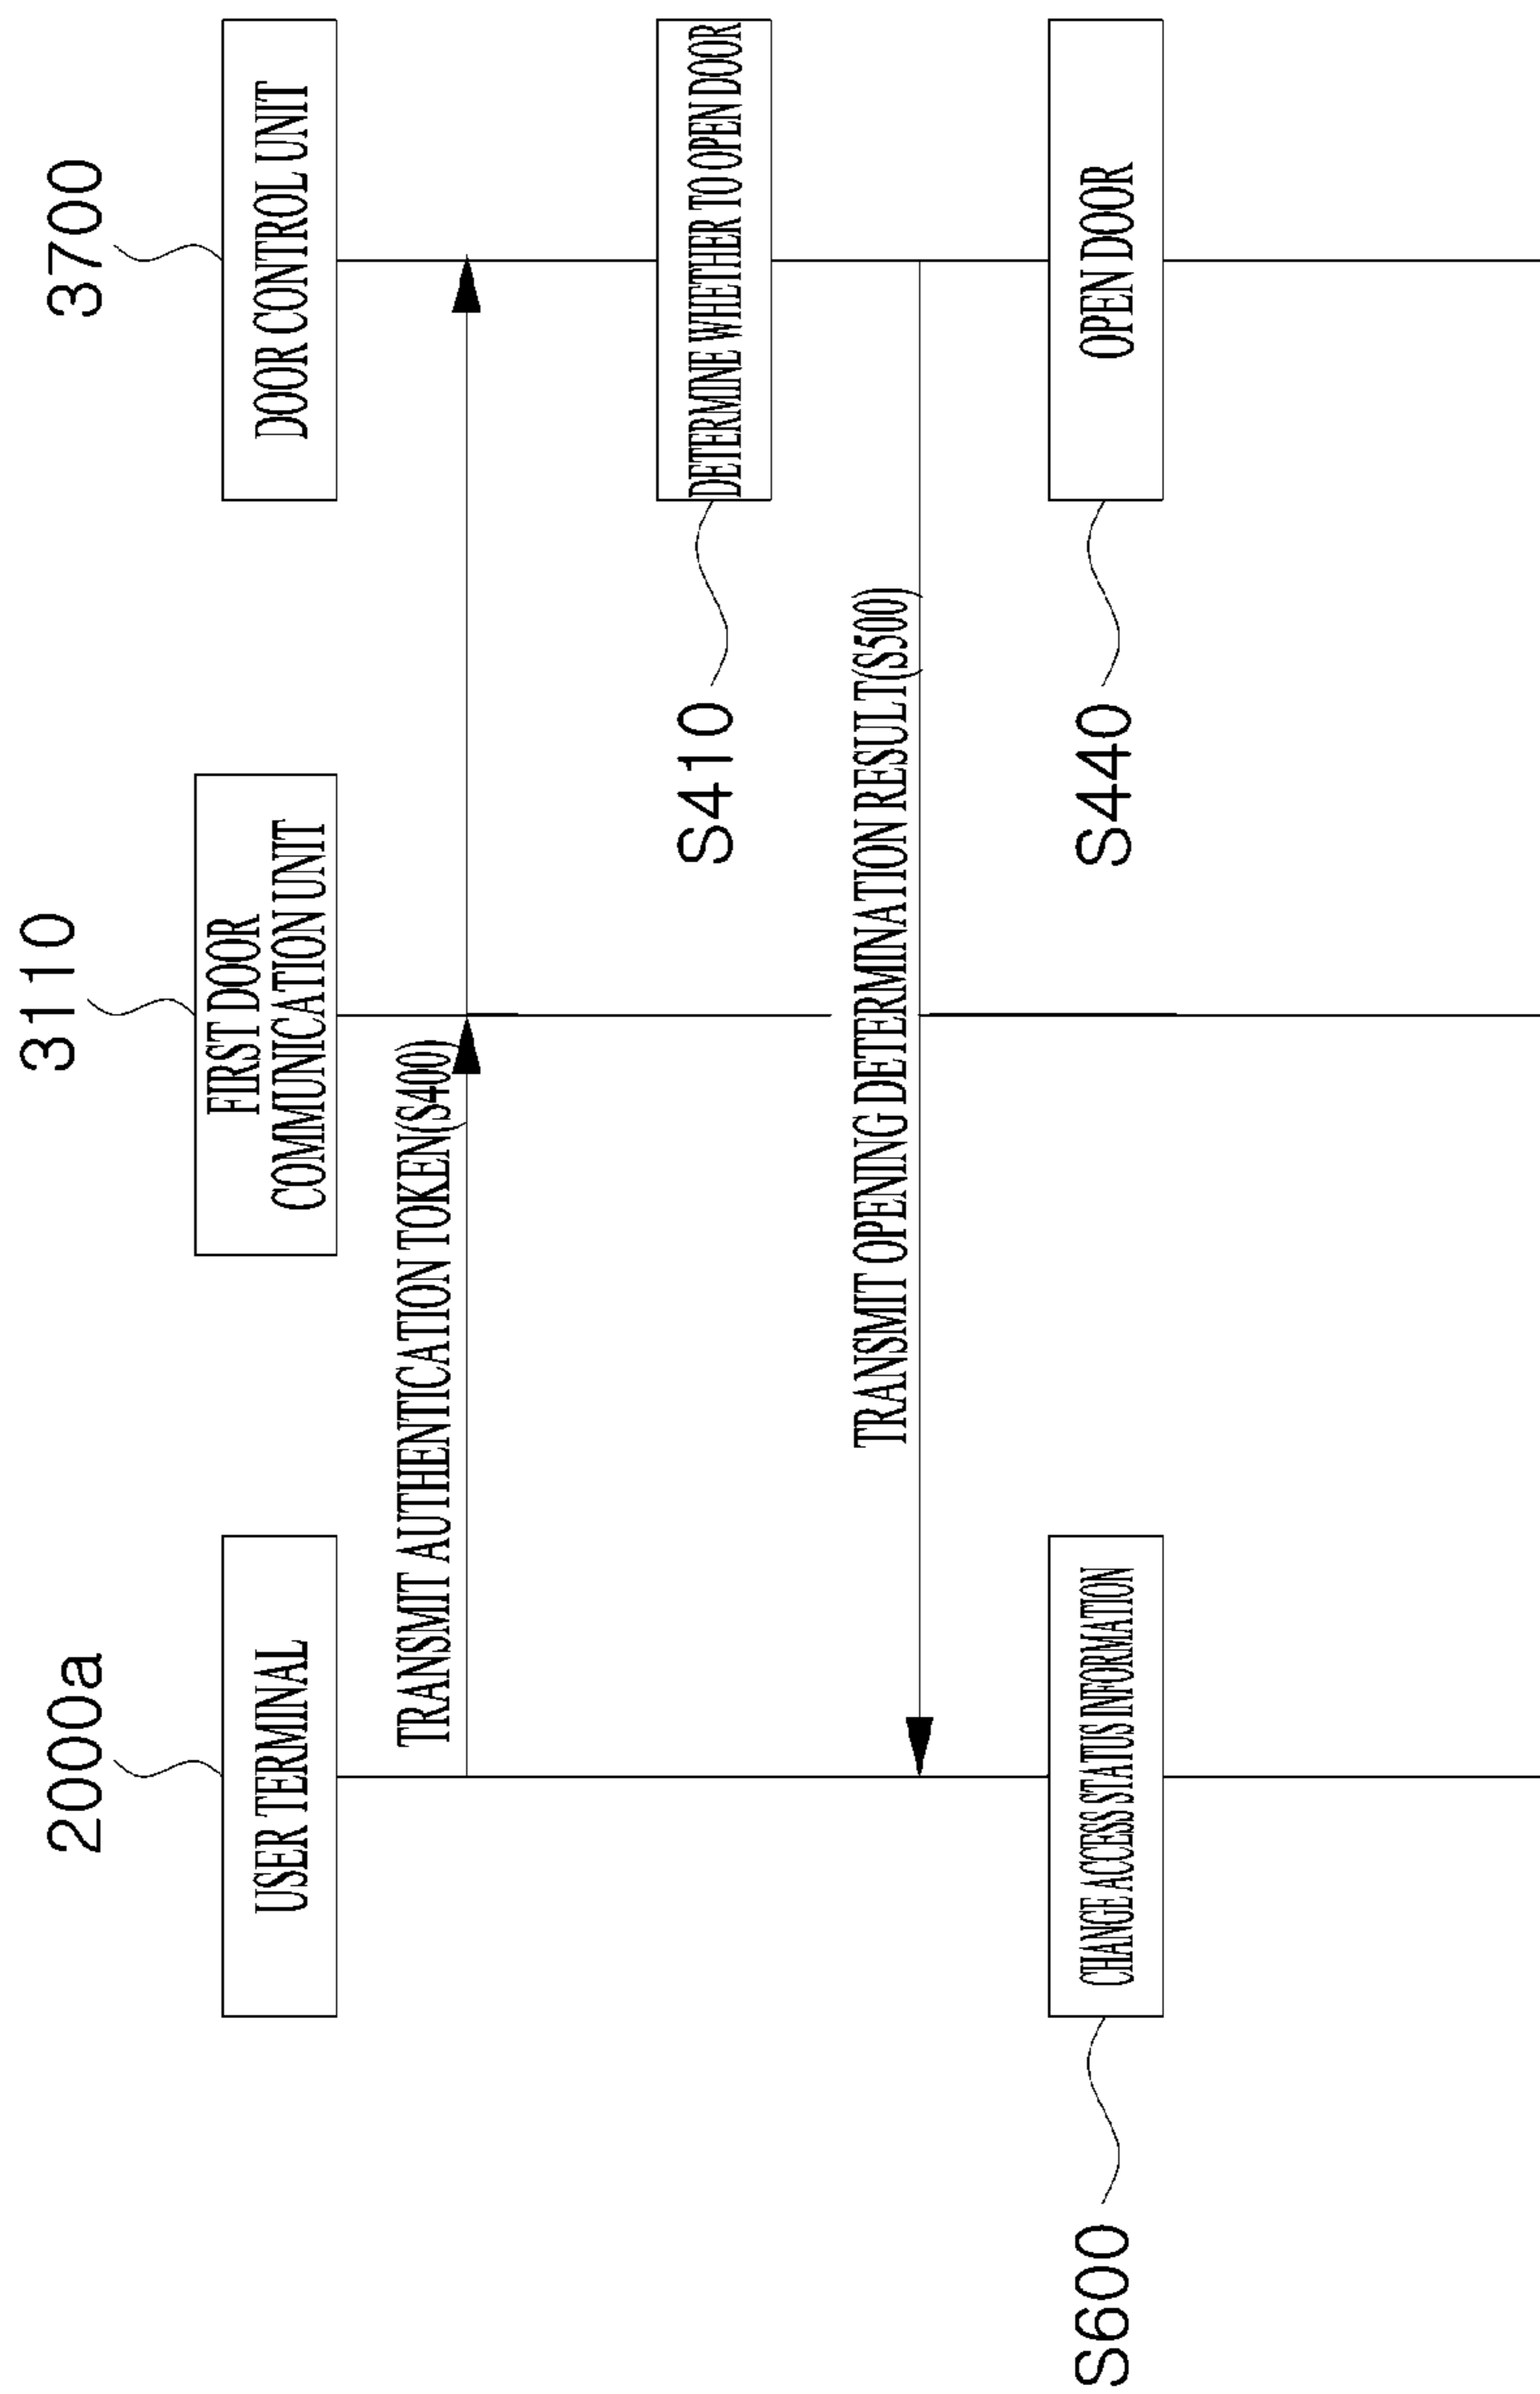 2000a
3110
3700
USER TERMINAL
FIRST DOOR
COMMUNICATION UNIT
DOOR CONTROL UNIT
TRANSMIT AUTHENTICATION TOKEN(S400)
S410
DETERMINE WHETHER TO OPEN DOOR
TRANSMIT OPENING DETERMINATION RESULT(S500)
S600
CHANGE ACCESS STATUS INFORMATION
S440
OPEN DOOR